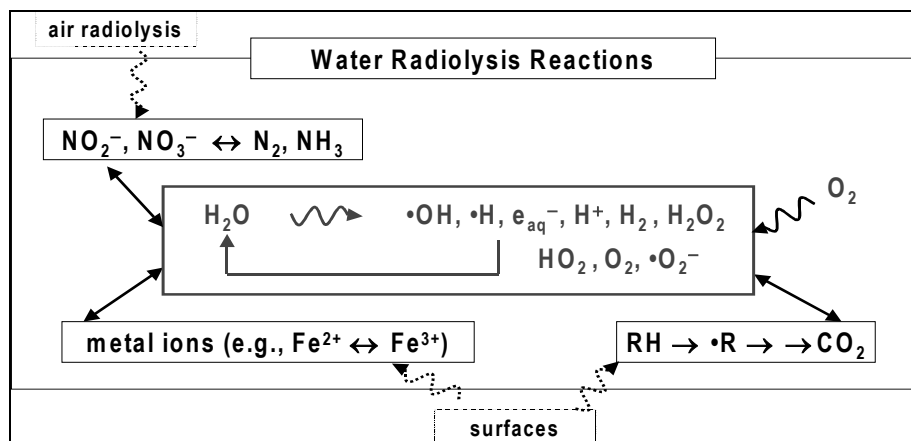 air radiolysis
Water Radiolysis Reactions
NO₂⁻, NO₃⁻ ↔ N₂, NH₃
O₂
H₂O •OH, •H, e_aq⁻, H⁺, H₂, H₂O₂
HO₂, O₂, •O₂⁻
metal ions (e.g., Fe²⁺ ↔ Fe³⁺)
RH → •R → → CO₂
surfaces